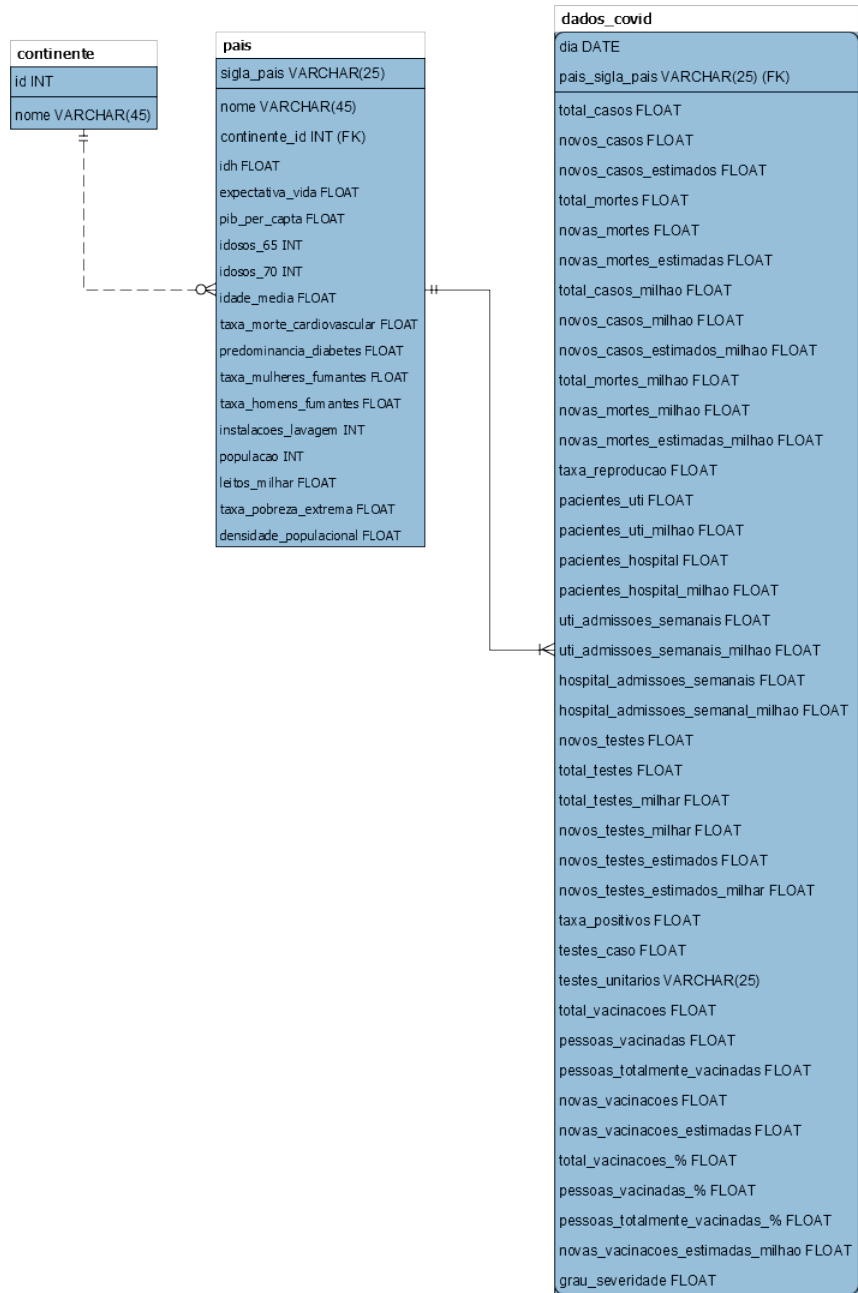 continente
id INT
nome VARCHAR(45)
pais
sigla_pais VARCHAR(25)
nome VARCHAR(45)
continente_id INT (FK)
idh FLOAT
expectativa_vida FLOAT
pib_per_capta FLOAT
idosos_65 INT
idosos_70 INT
idade_media FLOAT
taxa_morte_cardiovascular FLOAT
predominancia_diabetes FLOAT
taxa_mulheres_fumantes FLOAT
taxa_homens_fumantes FLOAT
instalacoes_lavagem INT
populacao INT
leitos_milhar FLOAT
taxa_pobreza_extrema FLOAT
densidade_populacional FLOAT
dados_covid
dia DATE
pais_sigla_pais VARCHAR(25) (FK)
total_casos FLOAT
novos_casos FLOAT
novos_casos_estimados FLOAT
total_mortes FLOAT
novas_mortes FLOAT
novas_mortes_estimadas FLOAT
total_casos_milhao FLOAT
novos_casos_milhao FLOAT
novos_casos_estimados_milhao FLOAT
total_mortes_milhao FLOAT
novas_mortes_milhao FLOAT
novas_mortes_estimadas_milhao FLOAT
taxa_reproducao FLOAT
pacientes_uti FLOAT
pacientes_uti_milhao FLOAT
pacientes_hospital FLOAT
pacientes_hospital_milhao FLOAT
uti_admissoes_semanais FLOAT
uti_admissoes_semanais_milhao FLOAT
hospital_admissoes_semanais FLOAT
hospital_admissoes_semanal_milhao FLOAT
novos_testes FLOAT
total_testes FLOAT
total_testes_milhar FLOAT
novos_testes_milhar FLOAT
novos_testes_estimados FLOAT
novos_testes_estimados_milhar FLOAT
taxa_positivos FLOAT
testes_caso FLOAT
testes_unitarios VARCHAR(25)
total_vacinacoes FLOAT
pessoas_vacinadas FLOAT
pessoas_totalmente_vacinadas FLOAT
novas_vacinacoes FLOAT
novas_vacinacoes_estimadas FLOAT
total_vacinacoes_% FLOAT
pessoas_vacinadas_% FLOAT
pessoas_totalmente_vacinadas_% FLOAT
novas_vacinacoes_estimadas_milhao FLOAT
grau_severidade FLOAT